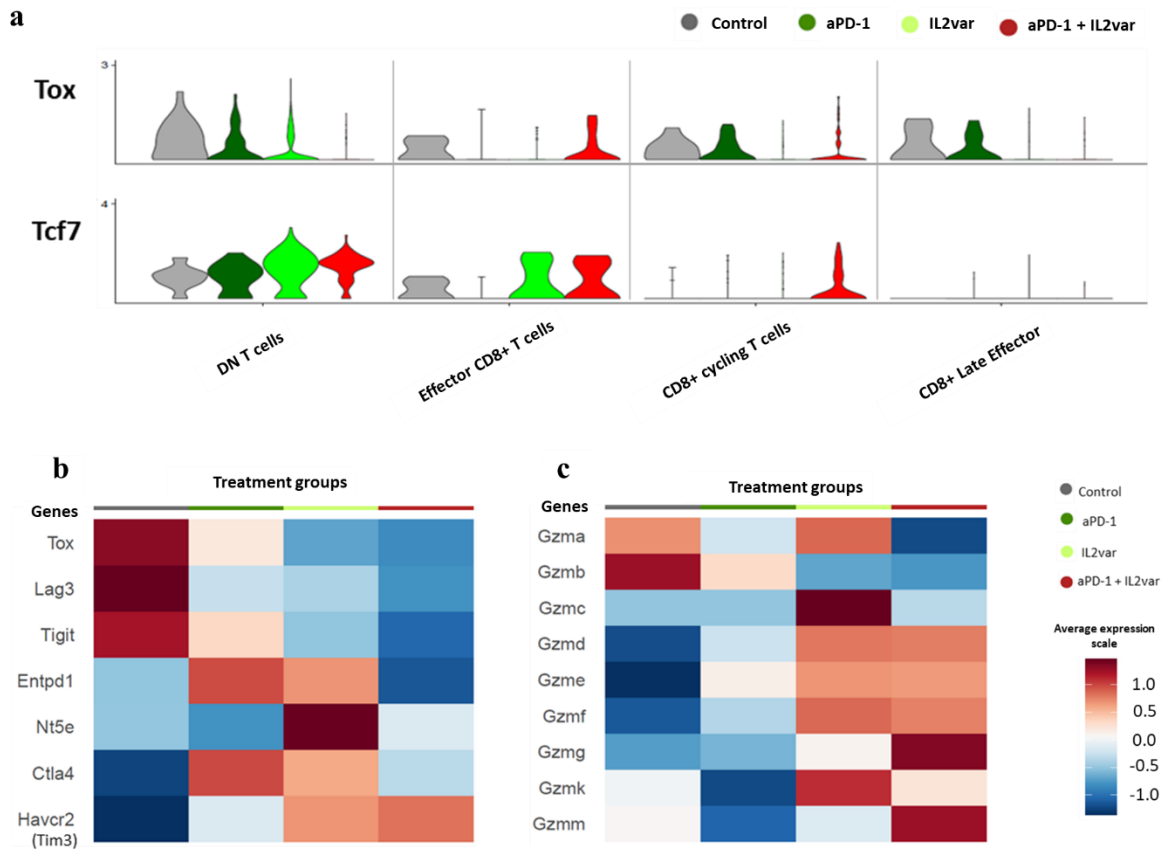 a
Control aPD-1 IL2var aPD-1 + IL2var
3
Tox
4
Tcf7
DN T cells
Effector CD8+ T cells
CD8+ cycling T cells
CD8+ Late Effector
b
Treatment groups
Genes
Tox
Lag3
Tigit
Entpd1
Nt5e
Ctla4
Havcr2
(Tim3)
c
Treatment groups
Genes
Gzma
Gzmb
Gzmc
Gzmd
Gzme
Gzmf
Gzmg
Gzmk
Gzmm
Control
aPD-1
IL2var
aPD-1 + IL2var
Average expression
scale
1.0
0.5
0.0
-0.5
-1.0